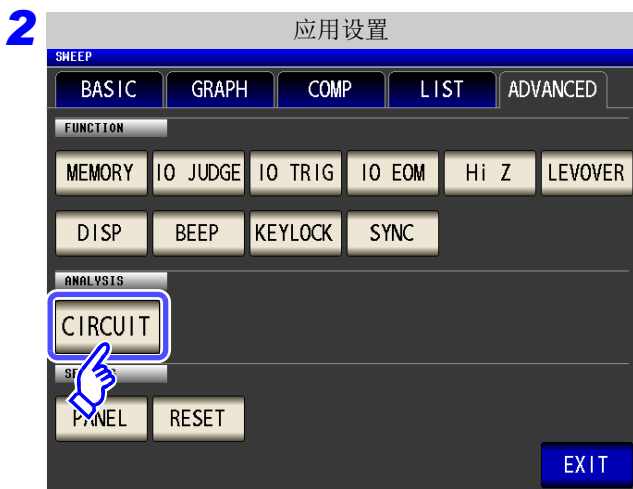 2
应用设置
SWEEP
BASIC GRAPH COMP LIST ADVANCED
FUNCTION
MEMORY IO JUDGE IO TRIG IO EOM Hi Z LEVOVER
DISP BEEP KEYLOCK SYNC
ANALYSIS
CIRCUIT
PANEL RESET
EXIT